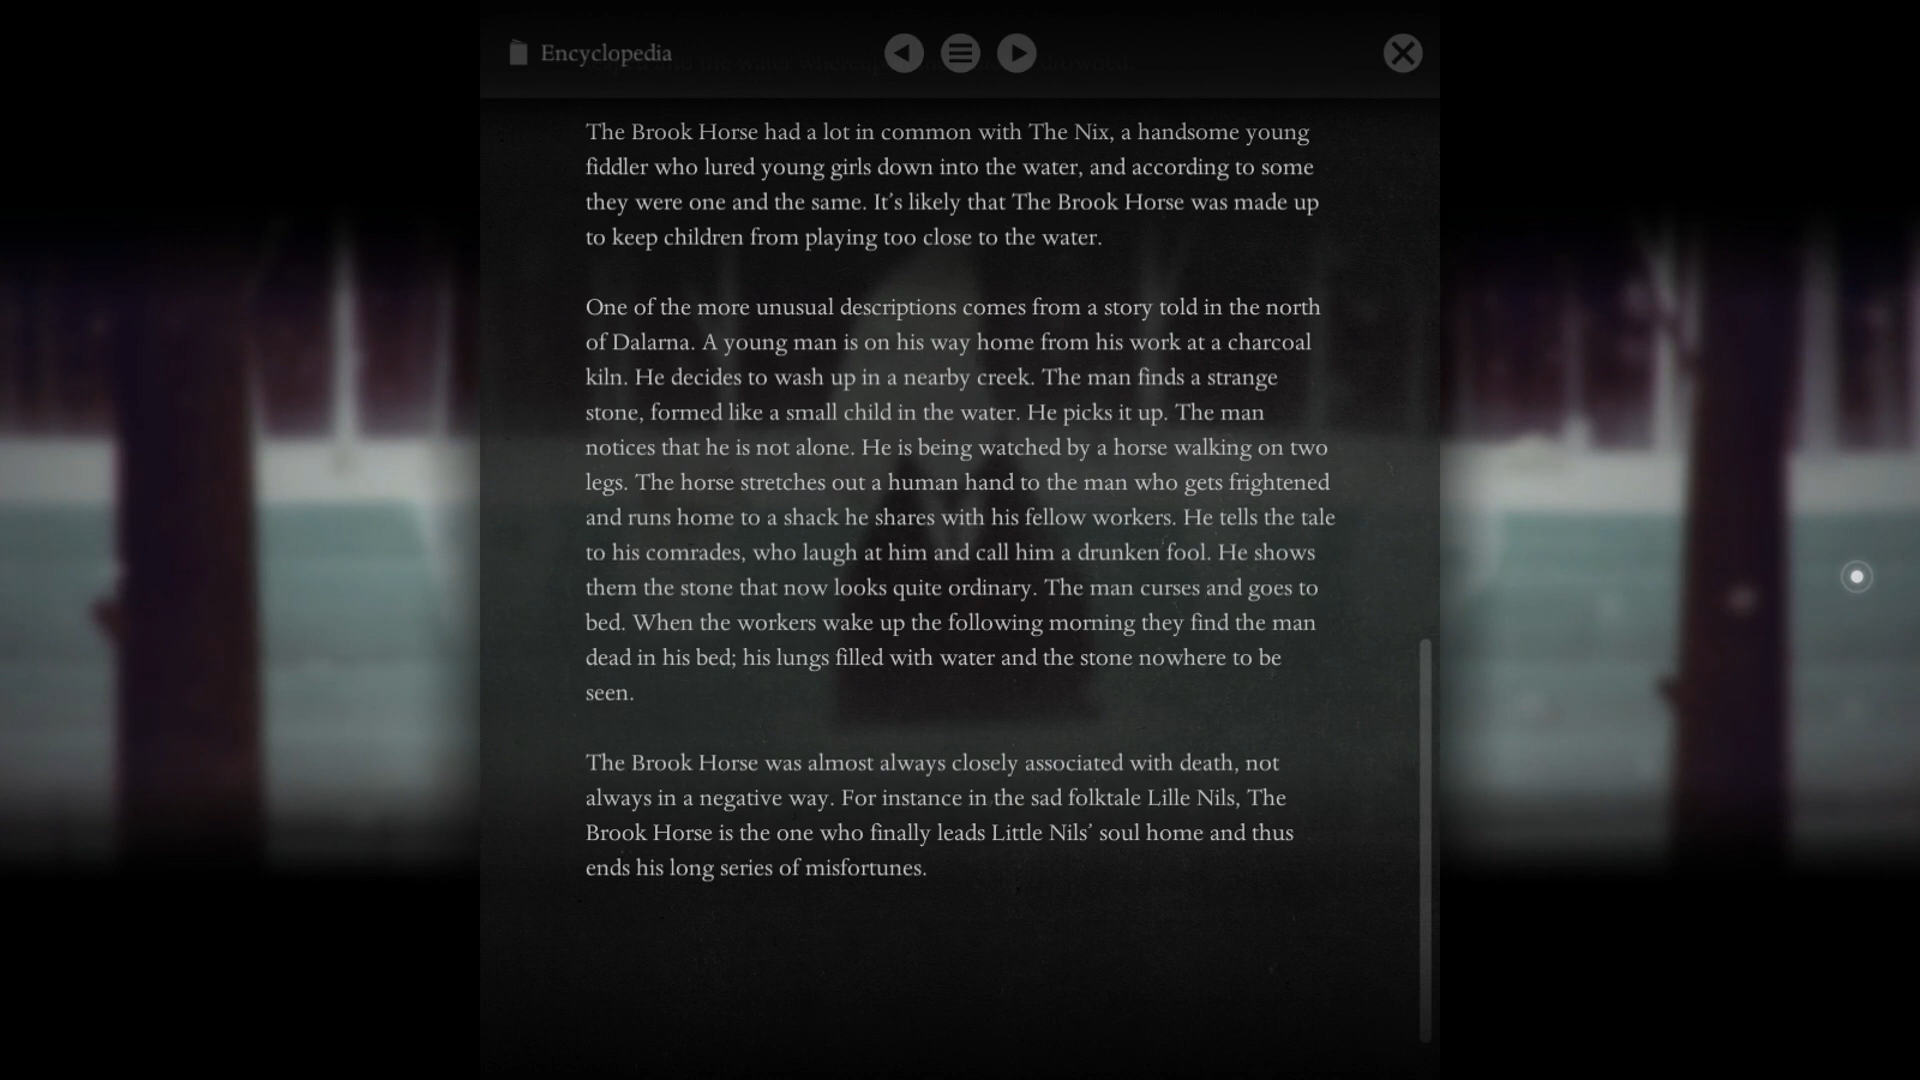 Encyclopedia
The Brook Horse had a lot in common with The Nix, a handsome young
fiddler who lured young girls down into the water, and according to some
they were one and the same. It’s likely that The Brook Horse was made up
to keep children from playing too close to the water.
One of the more unusual descriptions comes from a story told in the north
of Dalarna. A young man is on his way home from his work at a charcoal
kiln. He decides to wash up in a nearby creek. The man finds a strange
stone, formed like a small child in the water. He picks it up. The man
notices that he is not alone. He is being watched by a horse walking on two
legs. The horse stretches out a human hand to the man who gets frightened
and runs home to a shack he shares with his fellow workers. He tells the tale
to his comrades, who laugh at him and call him a drunken fool. He shows
them the stone that now looks quite ordinary. The man curses and goes to
bed. When the workers wake up the following morning they find the man
dead in his bed; his lungs filled with water and the stone nowhere to be
seen.
The Brook Horse was almost always closely associated with death, not
always in a negative way. For instance in the sad folktale Lille Nils, The
Brook Horse is the one who finally leads Little Nils’ soul home and thus
ends his long series of misfortunes.